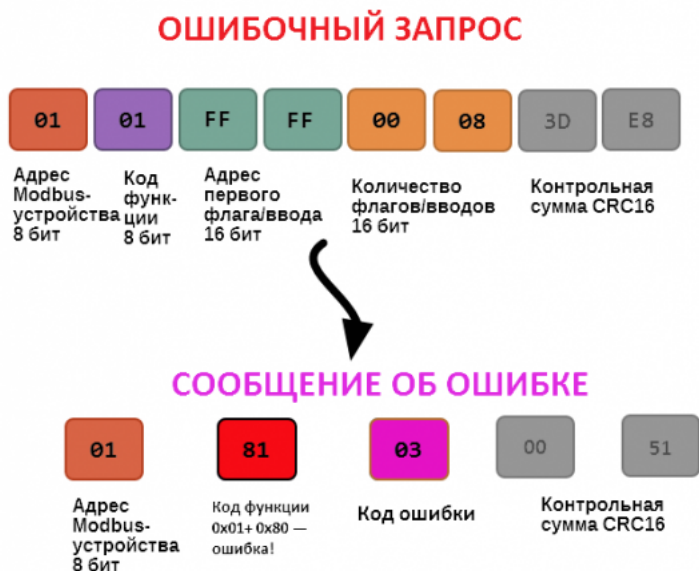 ОШИБОЧНЫЙ ЗАПРОС
01 01 FF FF 00 08 3D E8
Адрес
Modbus-
устройства
8 бит
Код
функ-
ции
8 бит
Адрес
первого
флага/ввода
16 бит
Количество
флагов/вводов
16 бит
Контрольная
сумма CRC16
СООБЩЕНИЕ ОБ ОШИБКЕ
01 81 03 00 51
Адрес
Modbus-
устройства
8 бит
Код функции
0x01+ 0x80 —
ошибка!
Код ошибки
Контрольная
сумма CRC16